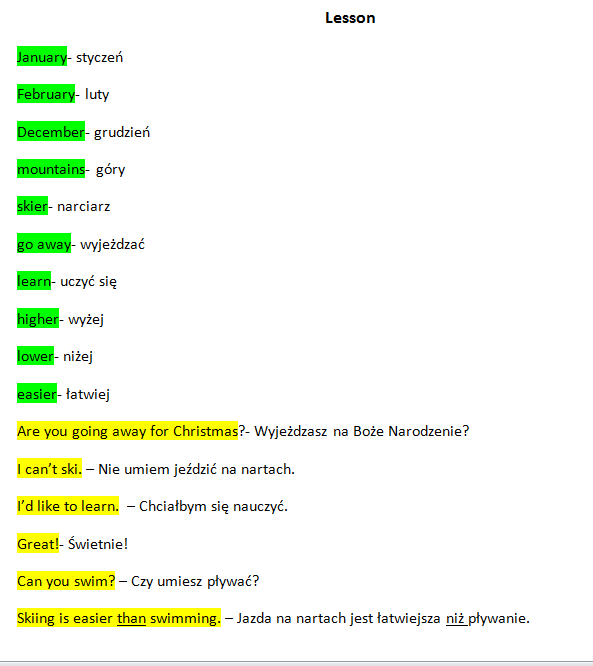 Lesson
January- styczeń
February- luty
December- grudzień
mountains- góry
skier- narciarz
go away- wyjeżdzać
learn- uczyć się
higher- wyżej
lower- niżej
easier- łatwiej
Are you going away for Christmas?- Wyjeżdzasz na Boże Narodzenie?
I can’t ski. – Nie umiem jeździć na nartach.
I’d like to learn. – Chciałbym się nauczyć.
Great!- Świetnie!
Can you swim? – Czy umiesz pływać?
Skiing is easier than swimming. – Jazda na nartach jest łatwiejsza niż pływanie.